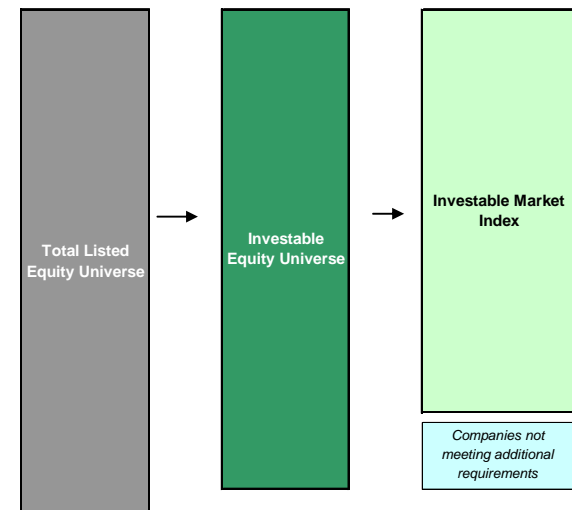 Total Listed
Equity Universe
Investable
Equity Universe
Investable Market
Index
Companies not
meeting additional
requirements